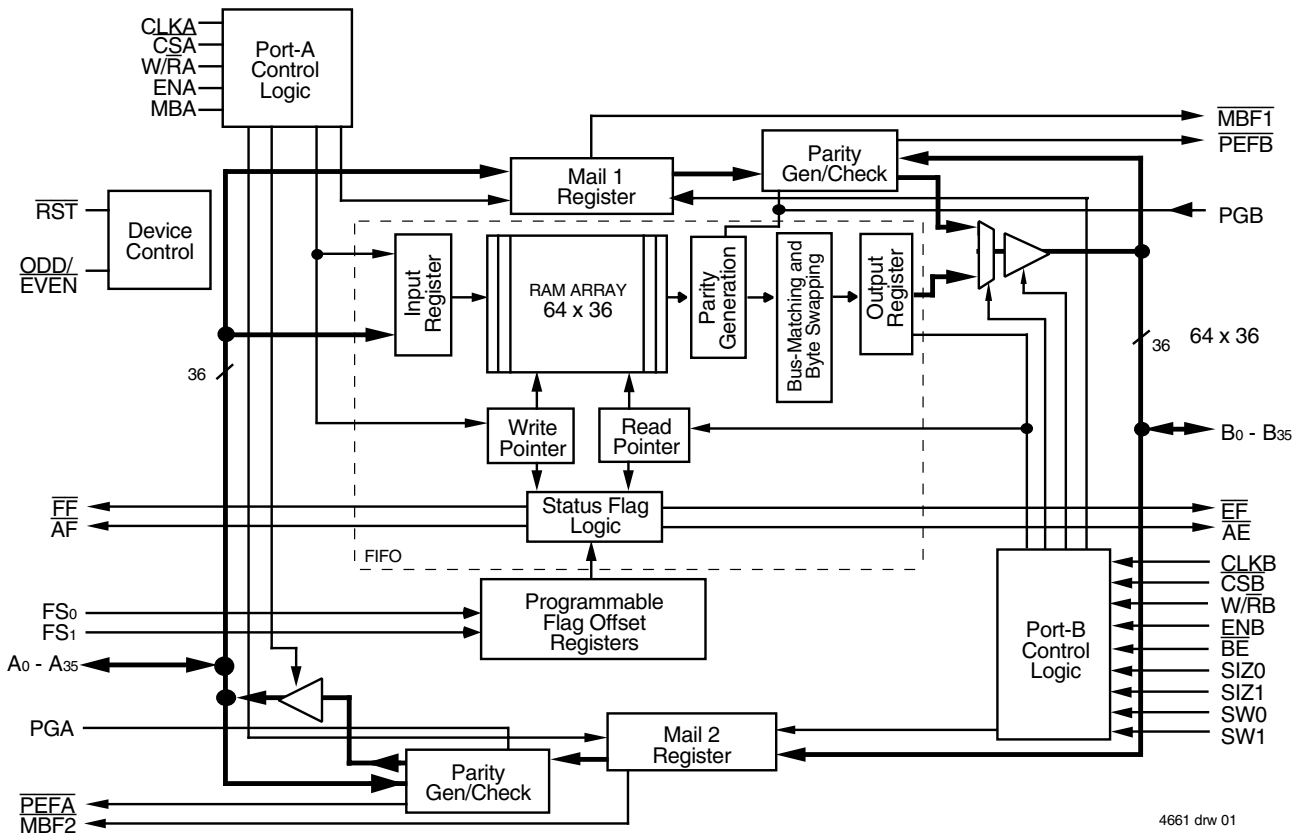 CLKA
CSA
W/RA
ENA
MBA
Port-A
Control
Logic
MBF1
PEFB
Parity
Gen/Check
Mail 1
Register
PGB
RST
ODD/
EVEN
Device
Control
Input
Register
RAM ARRAY
64 x 36
Parity
Generation
Bus-Matching and
Byte Swapping
Output
Register
36
36
64 x 36
Write
Pointer
Read
Pointer
B0 - B35
FF
AF
Status Flag
Logic
EF
AE
FIFO
FS0
FS1
Programmable
Flag Offset
Registers
Port-B
Control
Logic
CLKB
CSB
W/RB
ENB
BE
SIZ0
SIZ1
SW0
SW1
A0 - A35
PGA
Mail 2
Register
Parity
Gen/Check
PEFA
MBF2
4661 drw 01